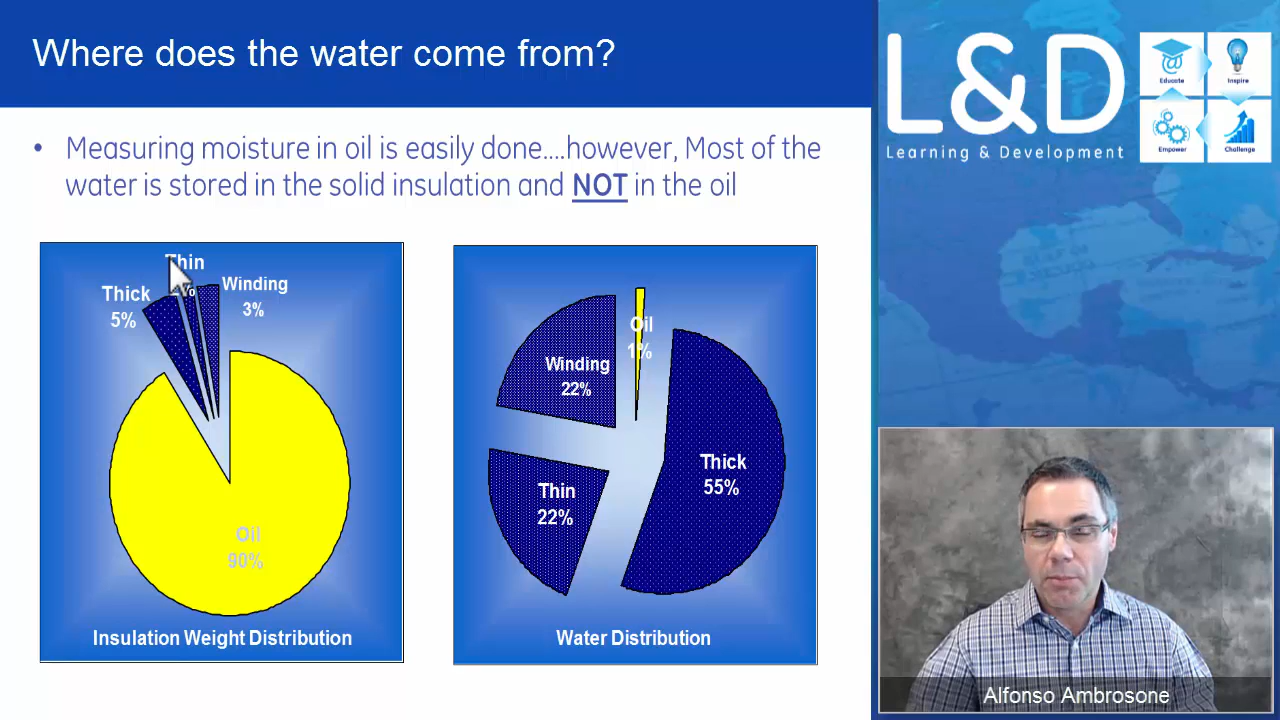 Where does the water come from?
• Measuring moisture in oil is easily done....however, Most of the
water is stored in the solid insulation and NOT in the oil
Thin
Thick
5%
Winding
3%
Oil
90%
Insulation Weight Distribution
Oil
1%
Winding
22%
Thick
55%
Thin
22%
Water Distribution
L&D
Learning & Development
Educate
Inspire
Empower
Challenge
Alfonso Ambrosone